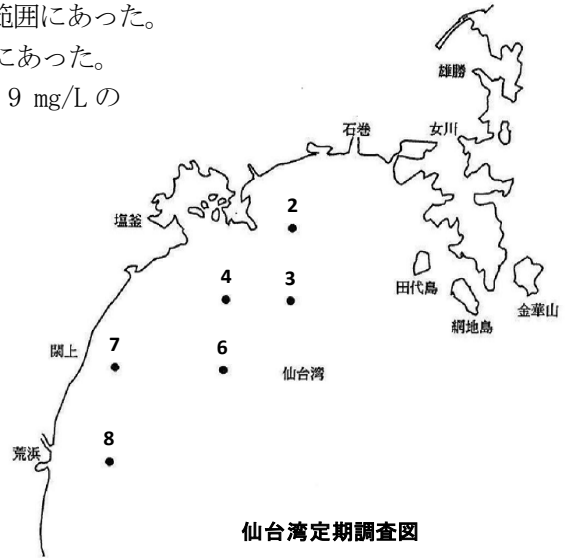 範囲にあった。
にあった。
9 mg/L の
雄勝
石巻
女川
2
塩釜
4
3
田代島
金華山
網地島
閖上
7
6
仙台湾
8
荒浜
仙台湾定期調査図